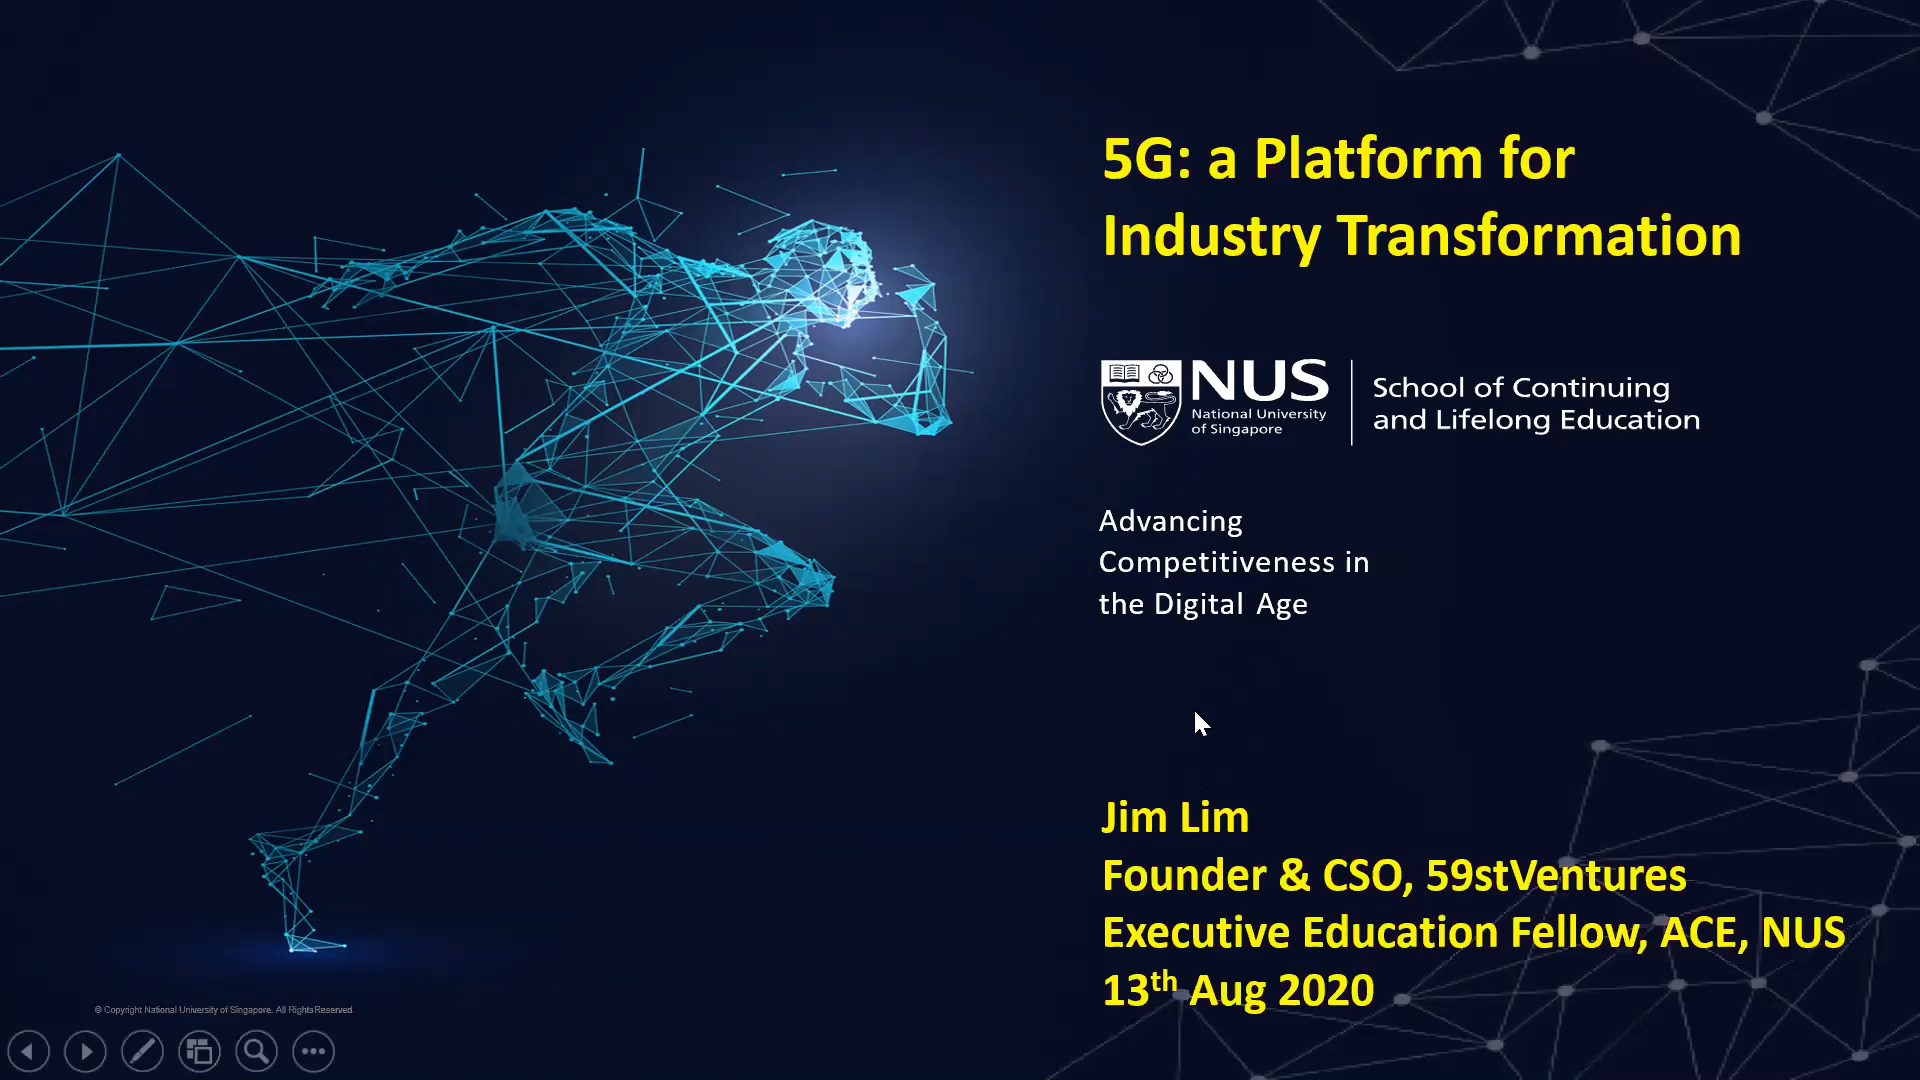 5G: a Platform for
Industry Transformation
NUS
National University
of Singapore
School of Continuing
and Lifelong Education
Advancing
Competitiveness in
the Digital Age
Jim Lim
Founder & CSO, 59stVentures
Executive Education Fellow, ACE, NUS
13th Aug 2020
© Copyright National University of Singapore. All RightsReserved.